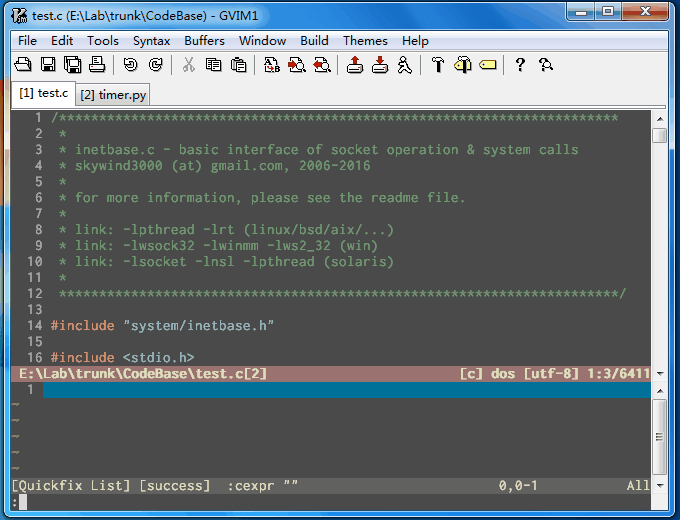 test.c (E:\Lab\trunk\CodeBase) - GVIM1
File Edit Tools Syntax Buffers Window Build Themes Help
[1] test.c [2] timer.py
1 /**********************************************************************
2 *
3 * inetbase.c - basic interface of socket operation & system calls
4 * skywind3000 (at) gmail.com, 2006-2016
5 *
6 * for more information, please see the readme file.
7 *
8 * link: -lpthread -lrt (linux/bsd/aix/...)
9 * link: -lwsock32 -lwinmm -lws2_32 (win)
10 * link: -lsocket -lnsl -lpthread (solaris)
11 *
12 **********************************************************************/
13
14 #include "system/inetbase.h"
15
16 #include <stdio.h>
E:\Lab\trunk\CodeBase\test.c[2] [c] dos [utf-8] 1:3/6411
1
~
~
~
~
~
[Quickfix List] [success] :cexpr "" 0,0-1 All
: